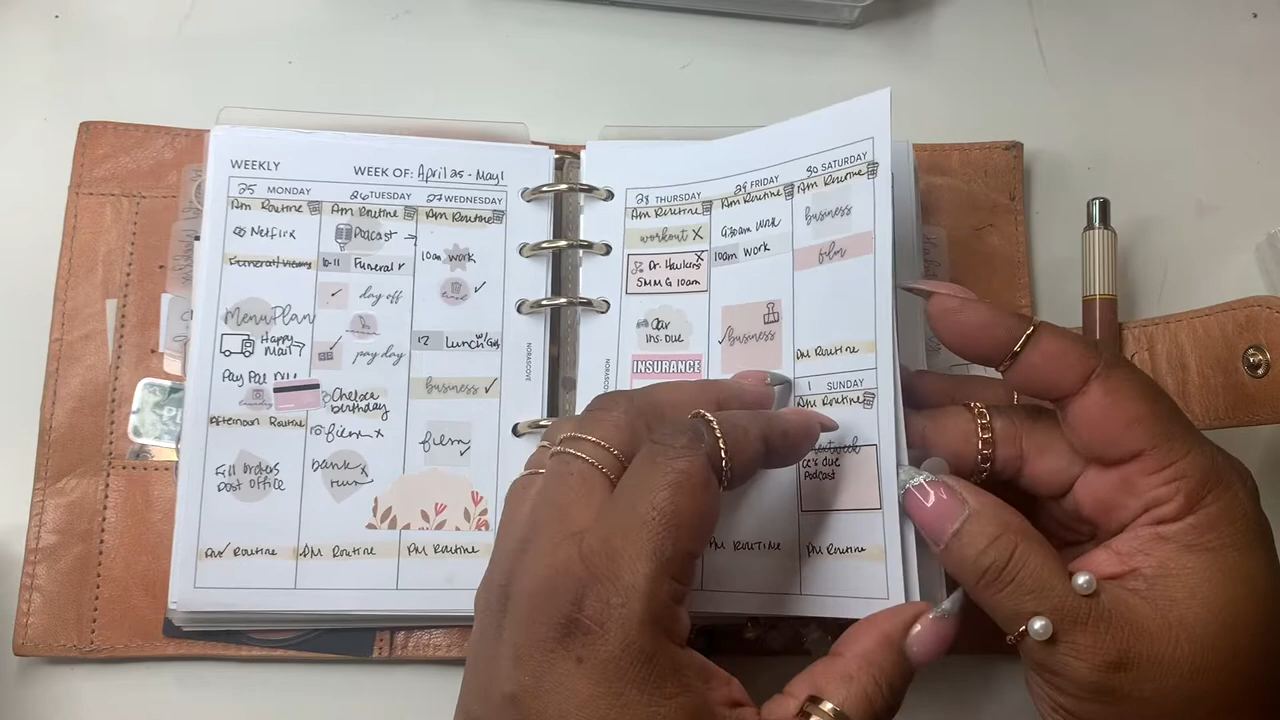 WEEKLY
WEEK OF: April 25 - May 1
25 MONDAY
Am Routine
Netflix
Funeral Views
Menu Plan
Happy
Mail
Pay Pal Due
laundry
Afternoon Routine
Fill orders
Post Office
PM Routine
26 TUESDAY
Am Routine
Podcast
10-11 Funeral
day off
pay day
Chelsea
birthday
film x
bank x
run
PM Routine
27 WEDNESDAY
Am Routine
10am work
12 Lunch w/
business
film
PM Routine
NORASCOVE
28 THURSDAY
Am Routine
workout X
5MMG 10am
Car
Ins. Due
INSURANCE
NORASCOVE
29 FRIDAY
Am Routine
9:30am work
10am work
business
PM Routine
30 SATURDAY
Am Routine
business
film
PM Routine
1 SUNDAY
Am Routine
CC's due
Podcast
PM Routine